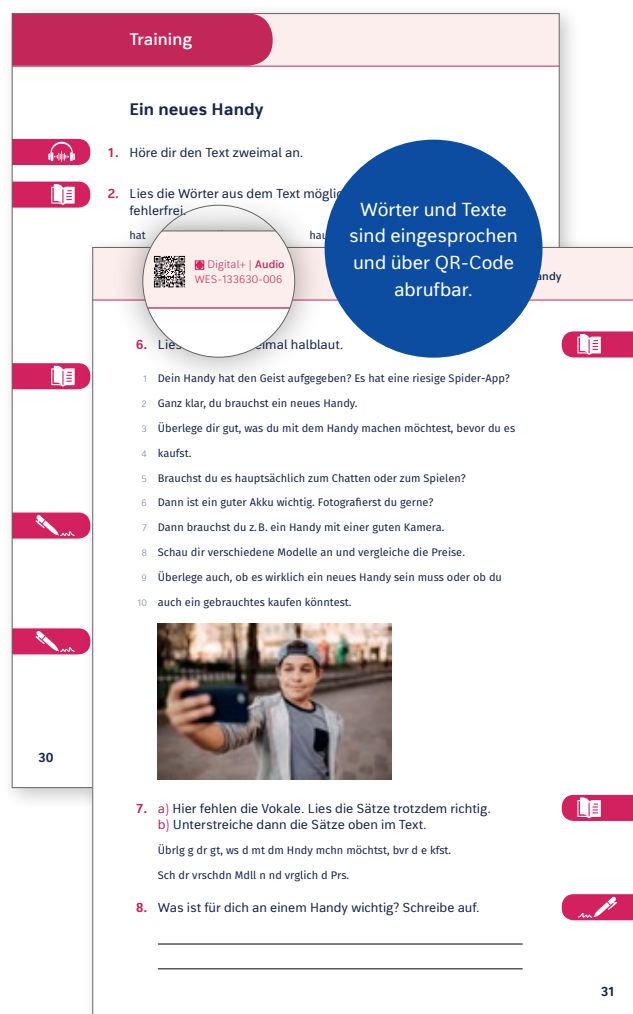 Training
Ein neues Handy
1. Höre dir den Text zweimal an.
2. Lies die Wörter aus dem Text
fehlerfrei.
hat
Wörter und Texte
sind eingesprochen
und über QR-Code
abrufbar.
Digital+ | Audio
WES-133630-006
6. halblaut.
1 Dein Handy hat den Geist aufgegeben? Es hat eine riesige Spider-App?
2 Ganz klar, du brauchst ein neues Handy.
3 Überlege dir gut, was du mit dem Handy machen möchtest, bevor du es
4 kaufst.
5 Brauchst du es hauptsächlich zum Chatten oder zum Spielen?
6 Dann ist ein guter Akku wichtig. Fotografierst du gerne?
7 Dann brauchst du z. B. ein Handy mit einer guten Kamera.
8 Schau dir verschiedene Modelle an und vergleiche die Preise.
9 Überlege auch, ob es wirklich ein neues Handy sein muss oder ob du
10 auch ein gebrauchtes kaufen könntest.
30
7. a) Hier fehlen die Vokale. Lies die Sätze trotzdem richtig.
b) Unterstreiche dann die Sätze oben im Text.
Übrlg g dr gt, ws d mt dm Hndy mchn möchtst, bvr d e kfst.
Sch dr vrschdn Mdll n nd vrglich d Prs.
8. Was ist für dich an einem Handy wichtig? Schreibe auf.
31